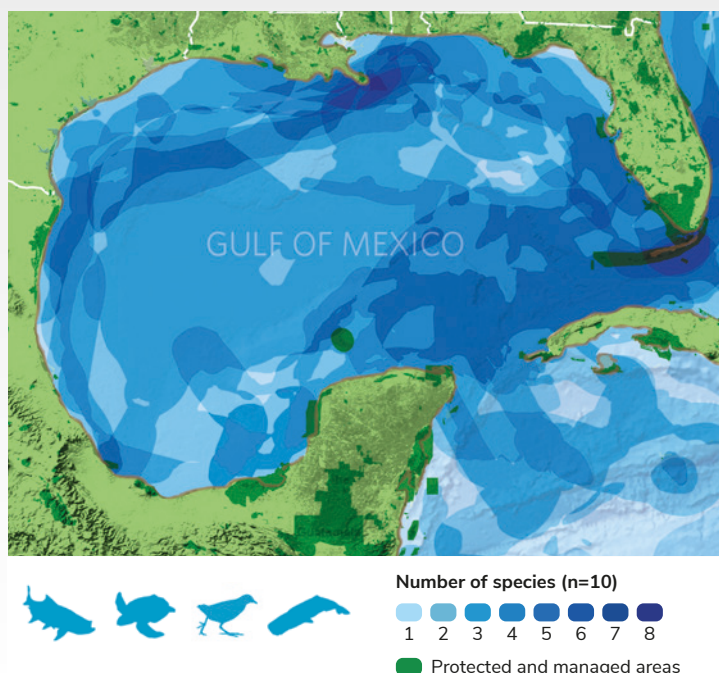 GULF OF MEXICO
Number of species (n=10)
1 2 3 4 5 6 7 8
Protected and managed areas